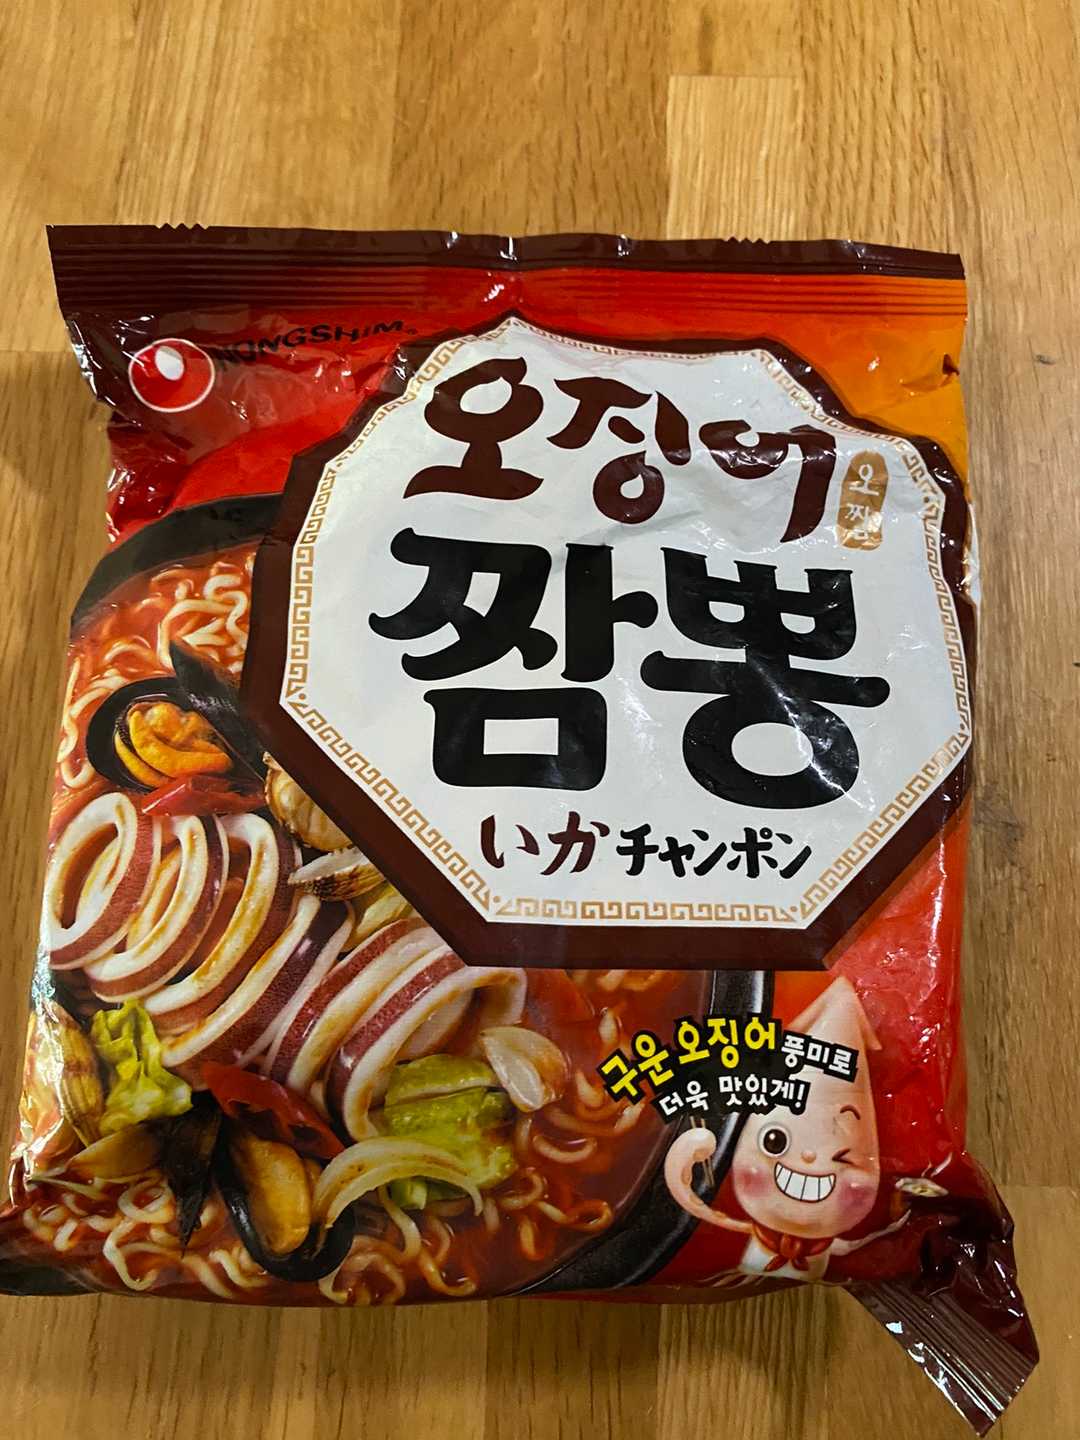 NONGSHIM®
오징어
오짬
짬뽕
いかチャンポン
구운 오징어 풍미로
더욱 맛있게!